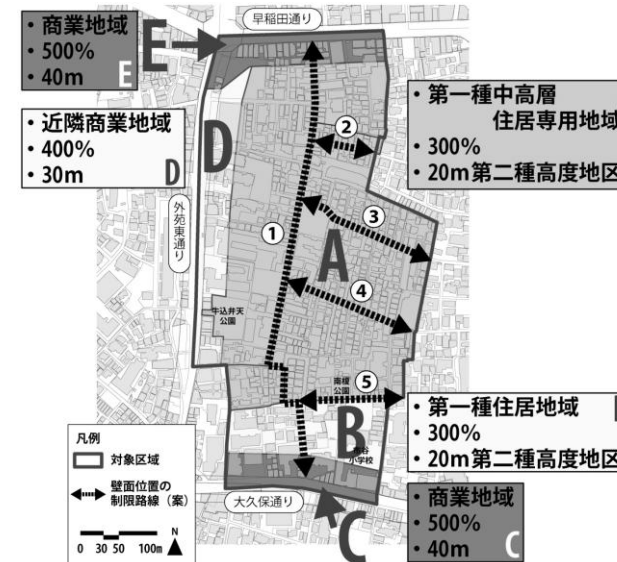 早稲田通り
・商業地域
・500%
・40m
E
E
・近隣商業地域
・400%
・30m
D
D
・第一種中高層
住居専用地域
・300%
・20m第二種高度地区
外苑東通り
①
②
③
A
④
牛込弁天
公園
⑤
南榎
公園
B
小学校
・第一種住居地域
・300%
・20m第二種高度地区
凡例
対象区域
壁面位置の
制限路線（案）
0 30 50 100m
N
大久保通り
C
・商業地域
・500%
・40m
C